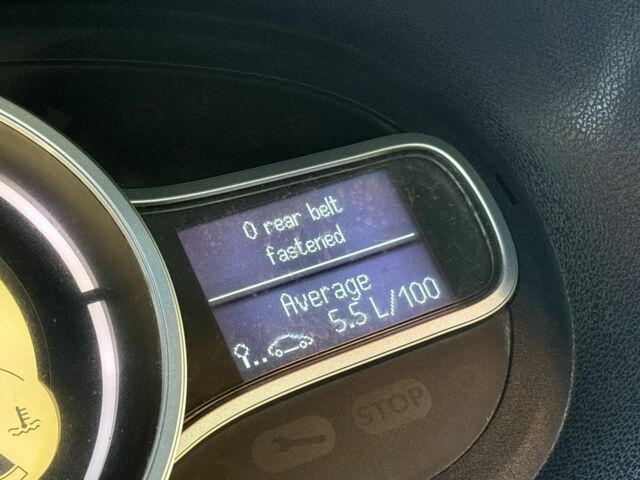 0 rear belt
fastened
Average
5.5 L/100
STOP